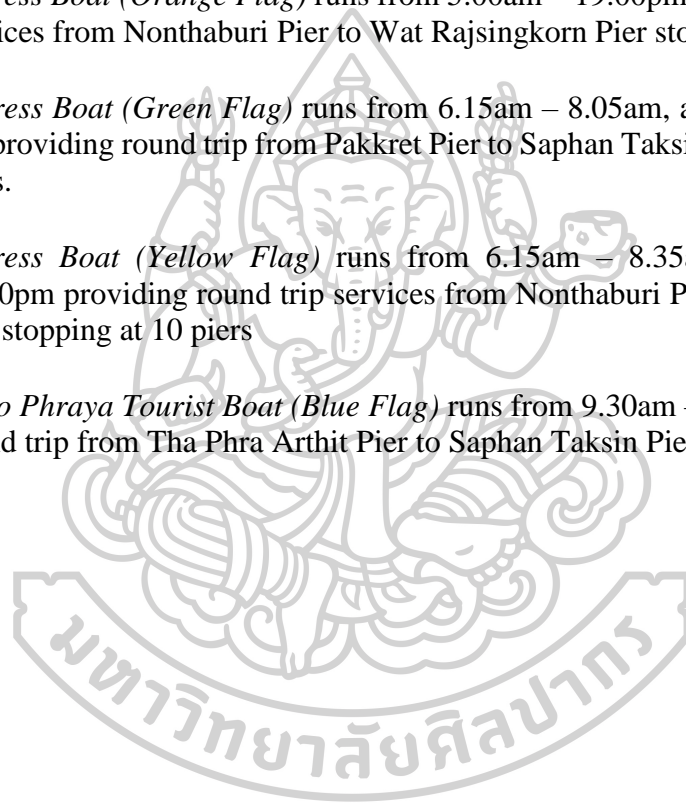 ress Boat (Orange Flag) runs from 5.00am – 19.00pm
ices from Nonthaburi Pier to Wat Rajsingkorn Pier sto
ress Boat (Green Flag) runs from 6.15am – 8.05am, a
providing round trip from Pakkret Pier to Saphan Taksi
s.
ress Boat (Yellow Flag) runs from 6.15am – 8.35
0pm providing round trip services from Nonthaburi P
stopping at 10 piers
o Phraya Tourist Boat (Blue Flag) runs from 9.30am -
d trip from Tha Phra Arthit Pier to Saphan Taksin Pie
มหาวิทยาลัยศิลปากร